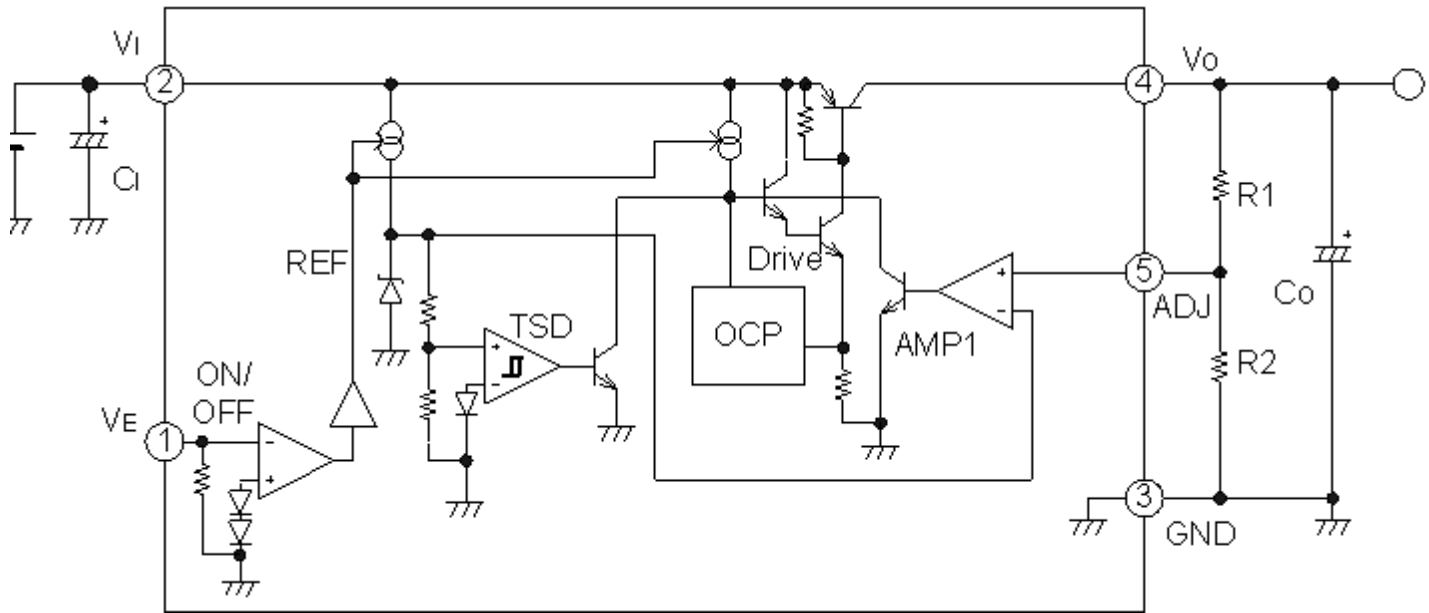 VI
2
+
CI
VO
4
R1
+
REF
Drive
5
ADJ
CO
TSD
OCP
+
-
AMP1
R2
ON/
OFF
+
-
VE
1
-
+
3
GND